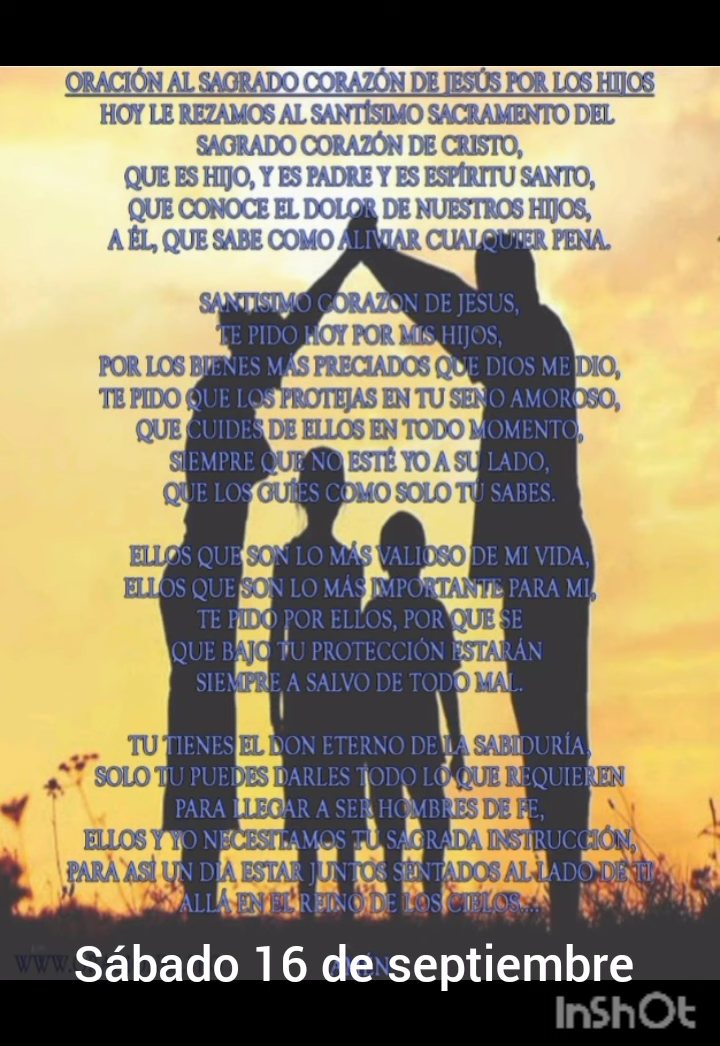 ORACIÓN AL SAGRADO CORAZÓN DE JESÚS POR LOS HIJOS
HOY LE REZAMOS AL SANTÍSIMO SACRAMENTO DEL
SAGRADO CORAZÓN DE CRISTO,
QUE ES HIJO, Y ES PADRE Y ES ESPÍRITU SANTO,
QUE CONOCE EL DOLOR DE NUESTROS HIJOS,
A ÉL, QUE SABE COMO ALIVIAR CUALQUIER PENA.
SANTISIMO CORAZON DE JESUS,
TE PIDO HOY POR MIS HIJOS,
POR LOS BIENES MÁS PRECIADOS QUE DIOS ME DIO,
TE PIDO QUE LOS PROTEJAS EN TU SENO AMOROSO,
QUE CUIDES DE ELLOS EN TODO MOMENTO,
SIEMPRE QUE NO ESTÉ YO A SU LADO,
QUE LOS GUÍES COMO SOLO TU SABES.
ELLOS QUE SON LO MÁS VALIOSO DE MI VIDA,
ELLOS QUE SON LO MÁS IMPORTANTE PARA MI,
TE PIDO POR ELLOS, POR QUE SE
QUE BAJO TU PROTECCIÓN ESTARÁN
SIEMPRE A SALVO DE TODO MAL.
TU TIENES EL DON ETERNO DE LA SABIDURÍA,
SOLO TU PUEDES DARLES TODO LO QUE REQUIEREN
PARA LLEGAR A SER HOMBRES DE FE,
ELLOS Y YO NECESITAMOS TU SAGRADA INSTRUCCIÓN,
PARA ASÍ UN DÍA ESTAR JUNTOS SENTADOS AL LADO DE TI
ALLÁ EN EL REINO DE LOS CIELOS....
Sábado 16 de septiembre
InShOt